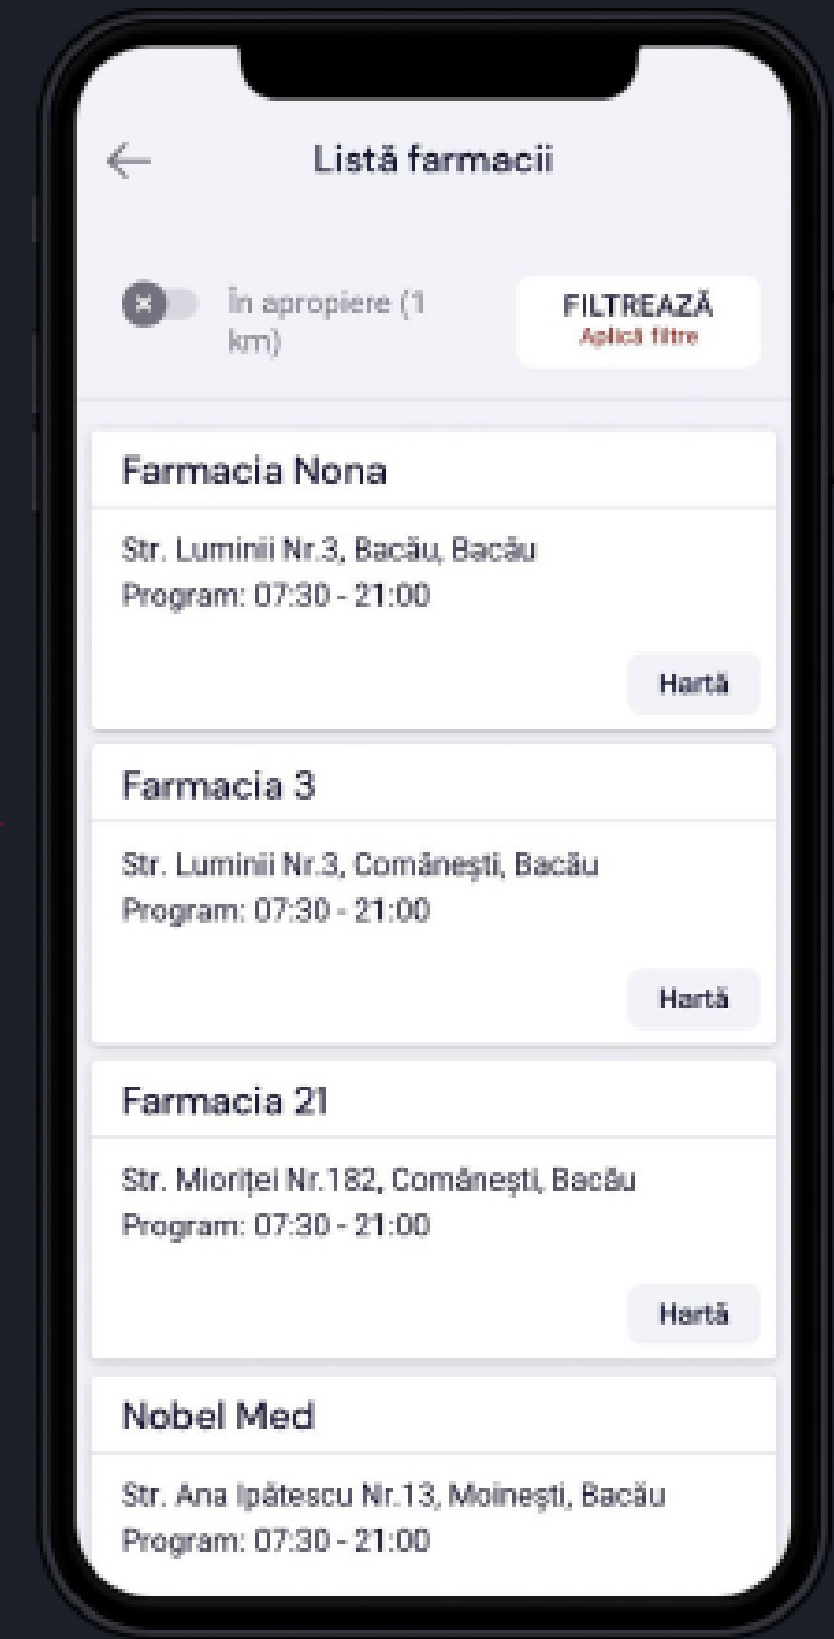 Listă farmacii
În apropiere (1
km)
FILTREAZĂ
Aplică filtre
Farmacia Nona
Str. Luminii Nr.3, Bacău, Bacău
Program: 07:30 - 21:00
Hartă
Farmacia 3
Str. Luminii Nr.3, Comănești, Bacău
Program: 07:30 - 21:00
Hartă
Farmacia 21
Str. Mioriței Nr.182, Comănești, Bacău
Program: 07:30 - 21:00
Hartă
Nobel Med
Str. Ana Ipătescu Nr.13, Moinești, Bacău
Program: 07:30 - 21:00